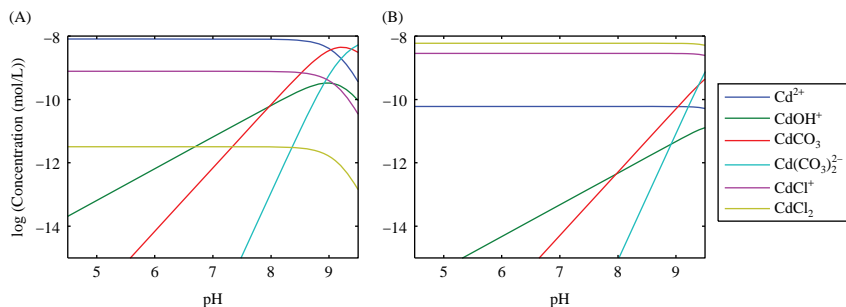 (A)
log (Concentration (mol/L))
−8
−10
−12
−14
5 6 7 8 9
pH
(B)
−8
−10
−12
−14
5 6 7 8 9
pH
Cd²⁺
CdOH⁺
CdCO₃
Cd(CO₃)₂²⁻
CdCl⁺
CdCl₂